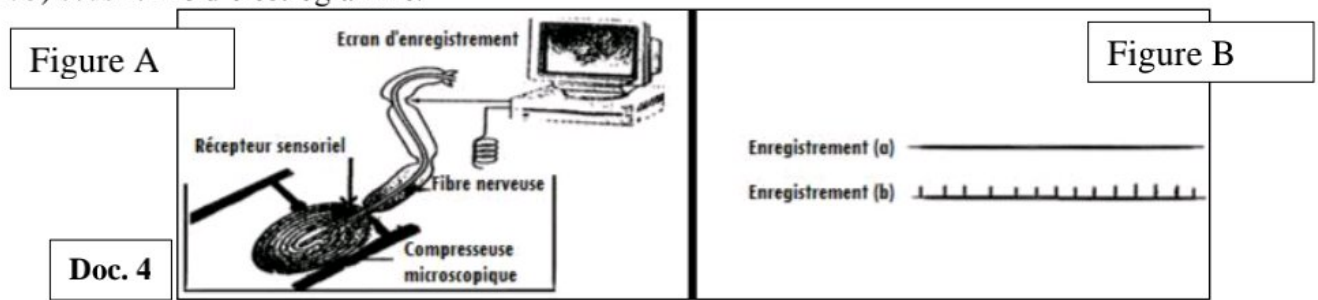 Figure A
Ecran d'enregistrement
Figure B
Récepteur sensoriel
Fibre nerveuse
Enregistrement (a)
Enregistrement (b)
Compresseuse
microscopique
Doc. 4